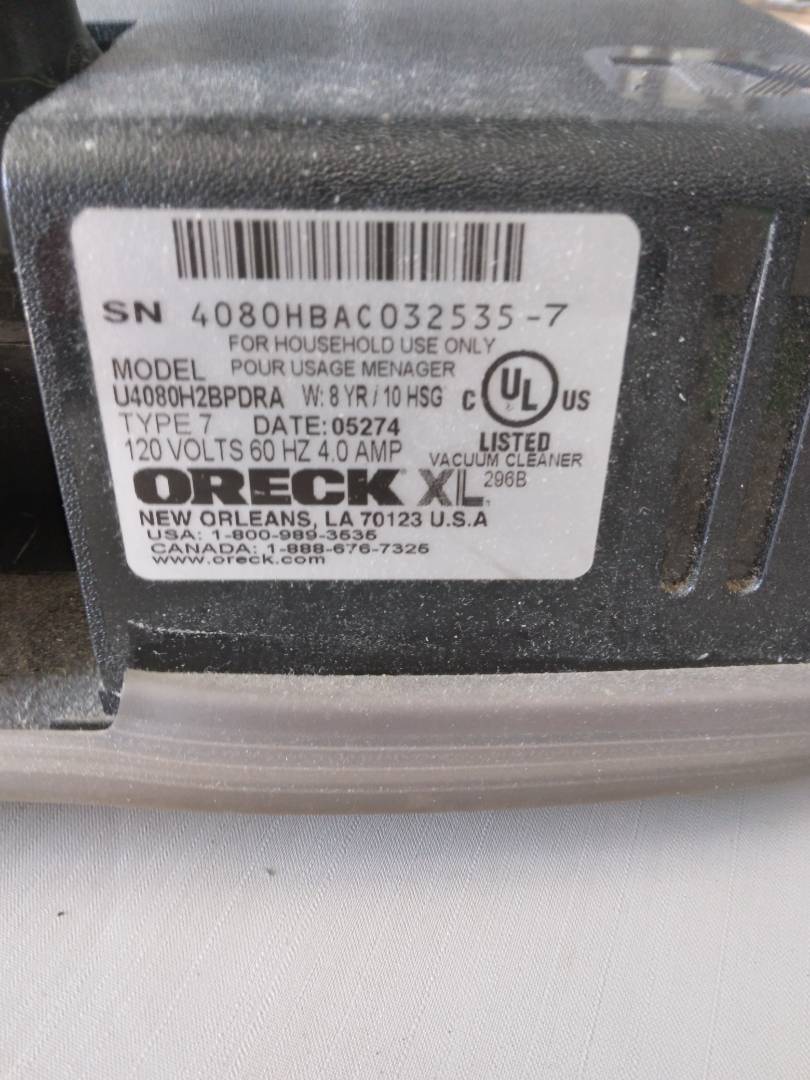 SN 4080HBAC032535-7
FOR HOUSEHOLD USE ONLY
MODEL POUR USAGE MENAGER
U4080H2BPDRA W: 8 YR / 10 HSG
TYPE 7 DATE: 05274
120 VOLTS 60 HZ 4.0 AMP
C UL US
LISTED
VACUUM CLEANER
296B
ORECK XL
NEW ORLEANS, LA 70123 U.S.A
USA: 1-800-989-3535
CANADA: 1-888-676-7325
www.oreck.com